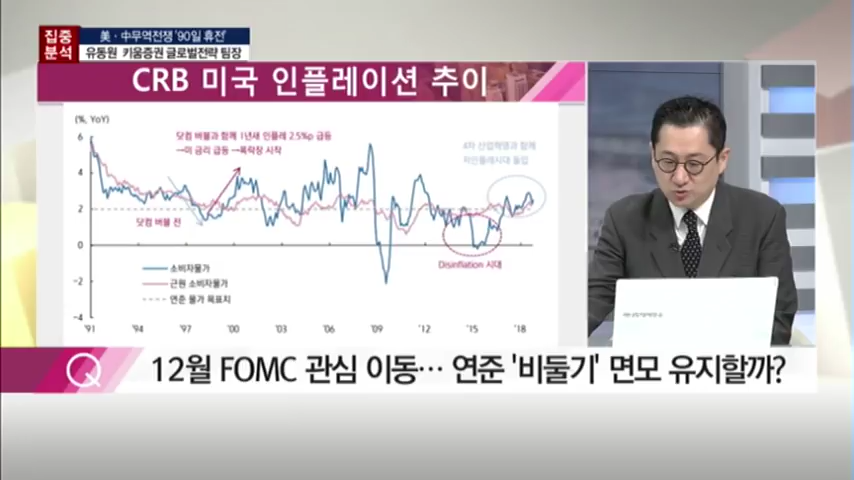 집중
분석
美·中무역전쟁 '90일 휴전'
유동원 키움증권 글로벌전략 팀장
CRB 미국 인플레이션 추이
(%, YoY)
닷컴 버블과 함께 1년새 인플레 2.5%p 급등
→미 금리 급등 →폭락장 시작
4차 산업혁명과 함께
저인플레시대 돌입
닷컴 버블 전
Disinflation 시대
소비자물가
근원 소비자물가
연준 물가 목표치
6
4
2
0
-2
-4
'91 '94 '97 '00 '03 '06 '09 '12 '15 '18
Q 12월 FOMC 관심 이동… 연준 '비둘기' 면모 유지할까?